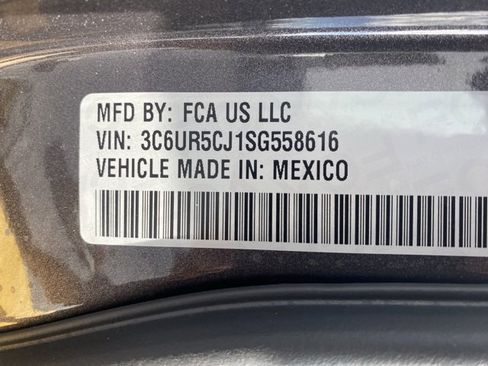 MFD BY: FCA US LLC
VIN: 3C6UR5CJ1SG558616
VEHICLE MADE IN: MEXICO